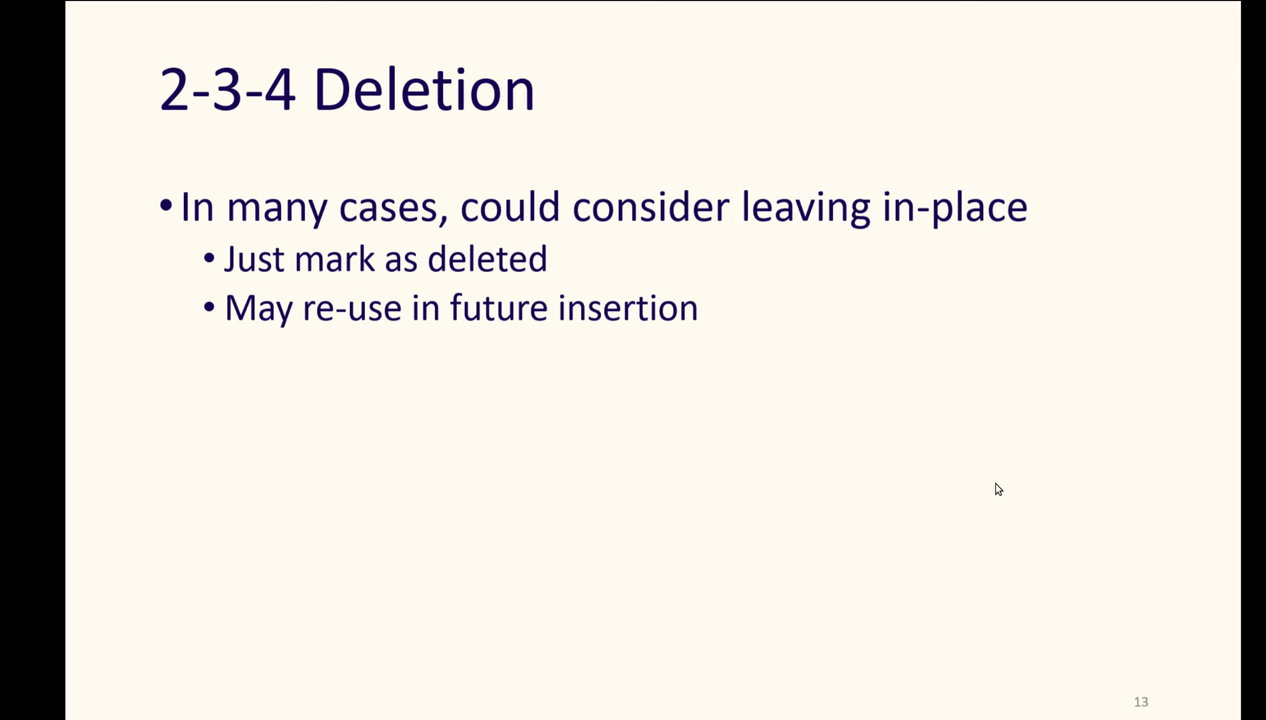 2-3-4 Deletion
• In many cases, could consider leaving in-place
• Just mark as deleted
• May re-use in future insertion
13